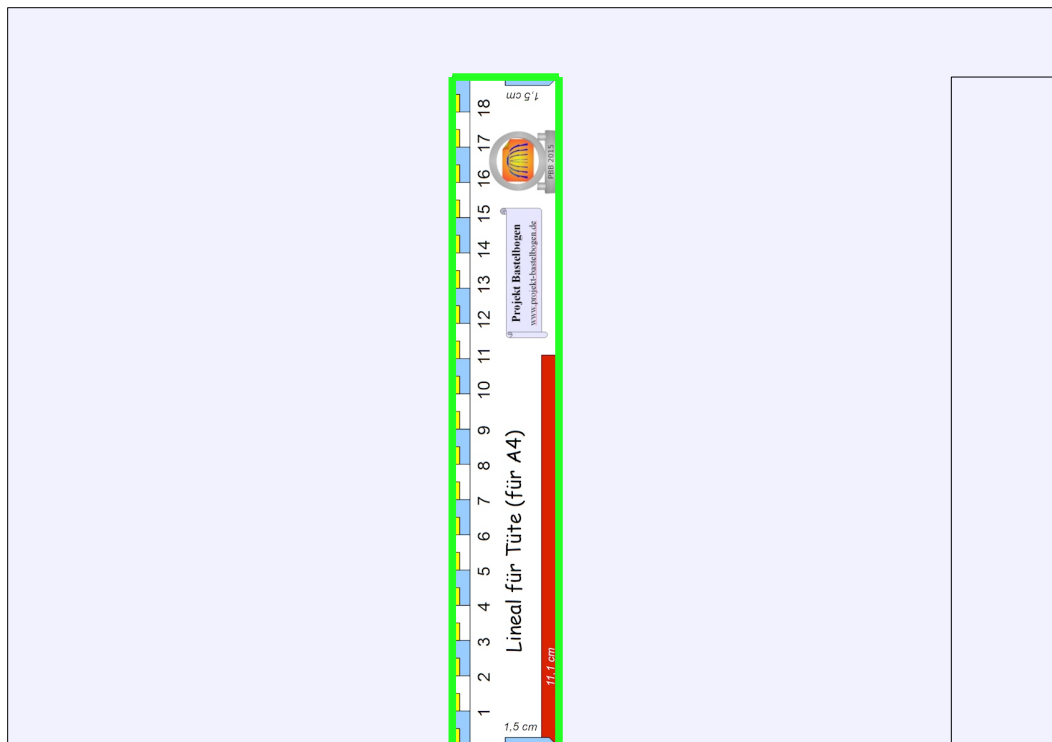 1,5 cm
18
17
16
15
14
13
12
11
10
9
8
7
6
5
4
3
2
1
PBB 2015
Projekt Bastelbogen
www.projekt-bastelbogen.de
Lineal für Tüte (für A4)
11,1 cm
1,5 cm